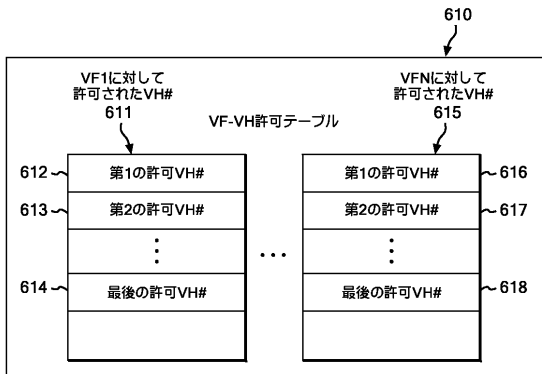 610
VF1に対して
許可されたVH#
611
VF-VH許可テーブル
VFNに対して
許可されたVH#
615
612
第1の許可VH#
613
第2の許可VH#
614
最後の許可VH#
...
第1の許可VH#
616
第2の許可VH#
617
最後の許可VH#
618